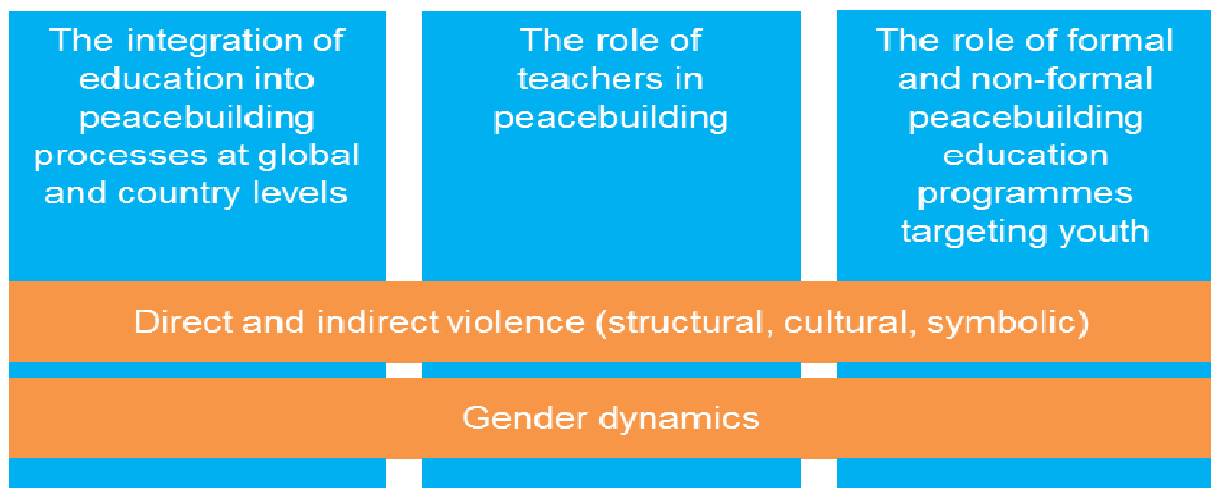 The integration of
education into
peacebuilding
processes at global
and country levels
The role of
teachers in
peacebuilding
The role of formal
and non-formal
peacebuilding
education
programmes
targeting youth
Direct and indirect violence (structural, cultural, symbolic)
Gender dynamics